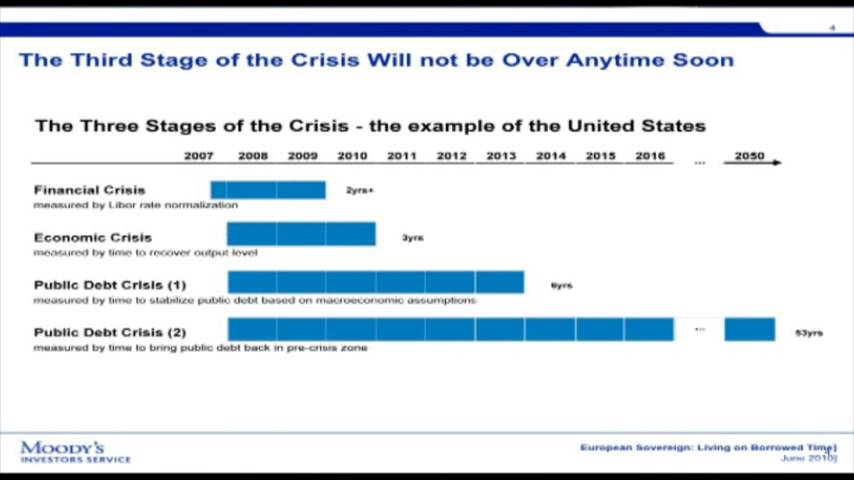 4
The Third Stage of the Crisis Will not be Over Anytime Soon
The Three Stages of the Crisis - the example of the United States
2007 2008 2009 2010 2011 2012 2013 2014 2015 2016 ... 2050
Financial Crisis 2yrs+
measured by Libor rate normalization
Economic Crisis 3yrs
measured by time to recover output level
Public Debt Crisis (1) 6yrs
measured by time to stabilize public debt based on macroeconomic assumptions
Public Debt Crisis (2) ... 53yrs
measured by time to bring public debt back in pre-crisis zone
MOODY'S
INVESTORS SERVICE
European Sovereign: Living on Borrowed Time]
June 2010]